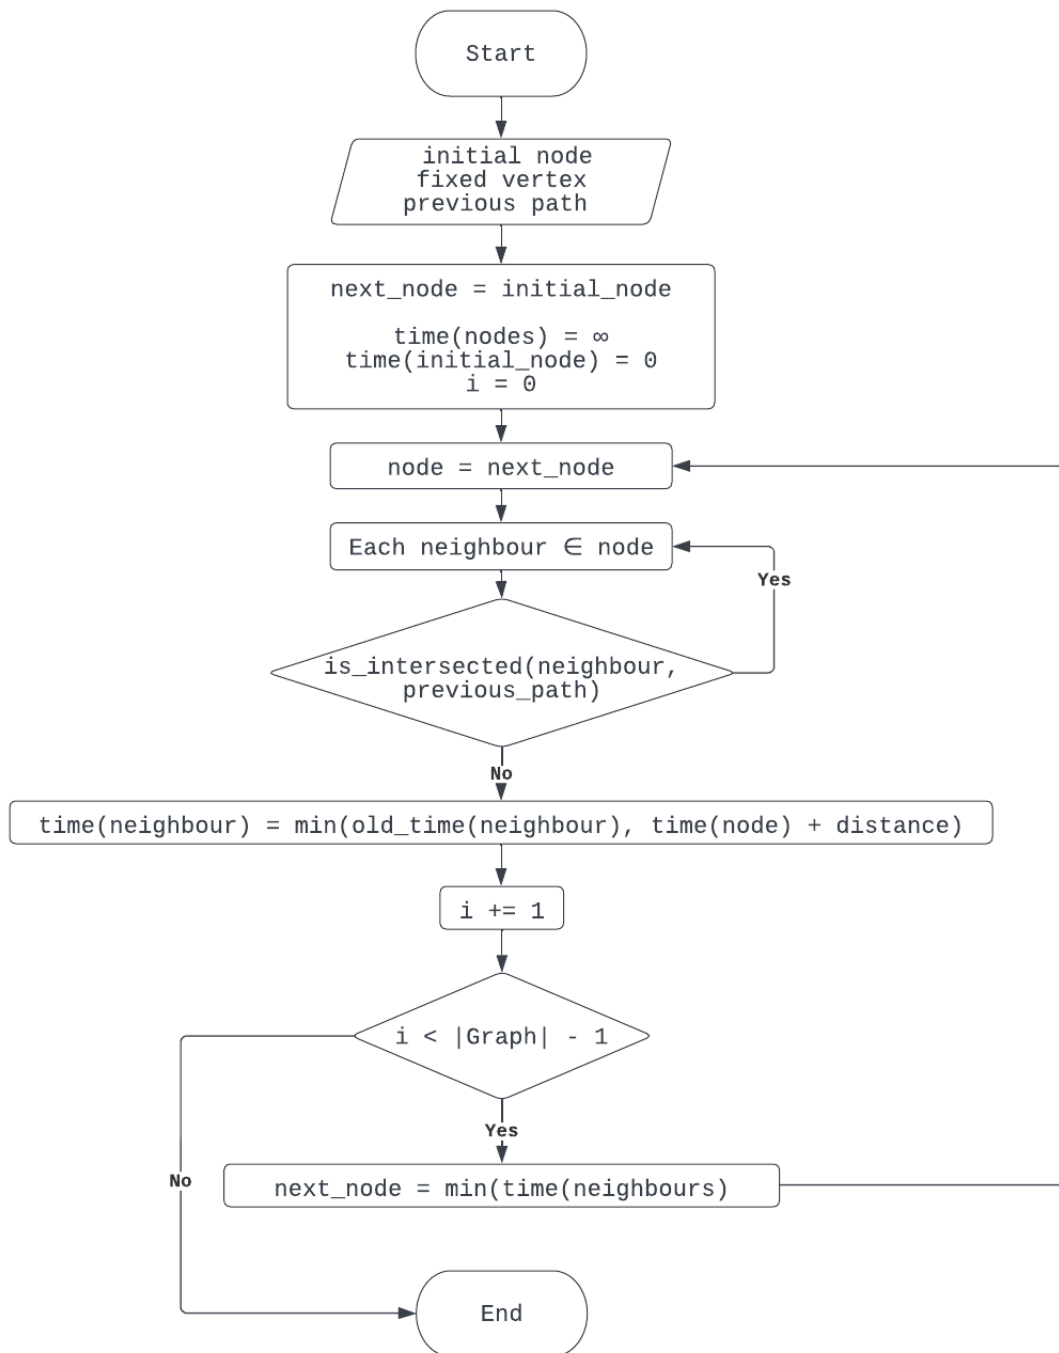 Start
initial node
fixed vertex
previous path
next_node = initial_node
time(nodes) = ∞
time(initial_node) = 0
i = 0
node = next_node
Each neighbour ∈ node
Yes
is_intersected(neighbour,
previous_path)
No
time(neighbour) = min(old_time(neighbour), time(node) + distance)
i += 1
i < |Graph| - 1
Yes
No
next_node = min(time(neighbours)
End